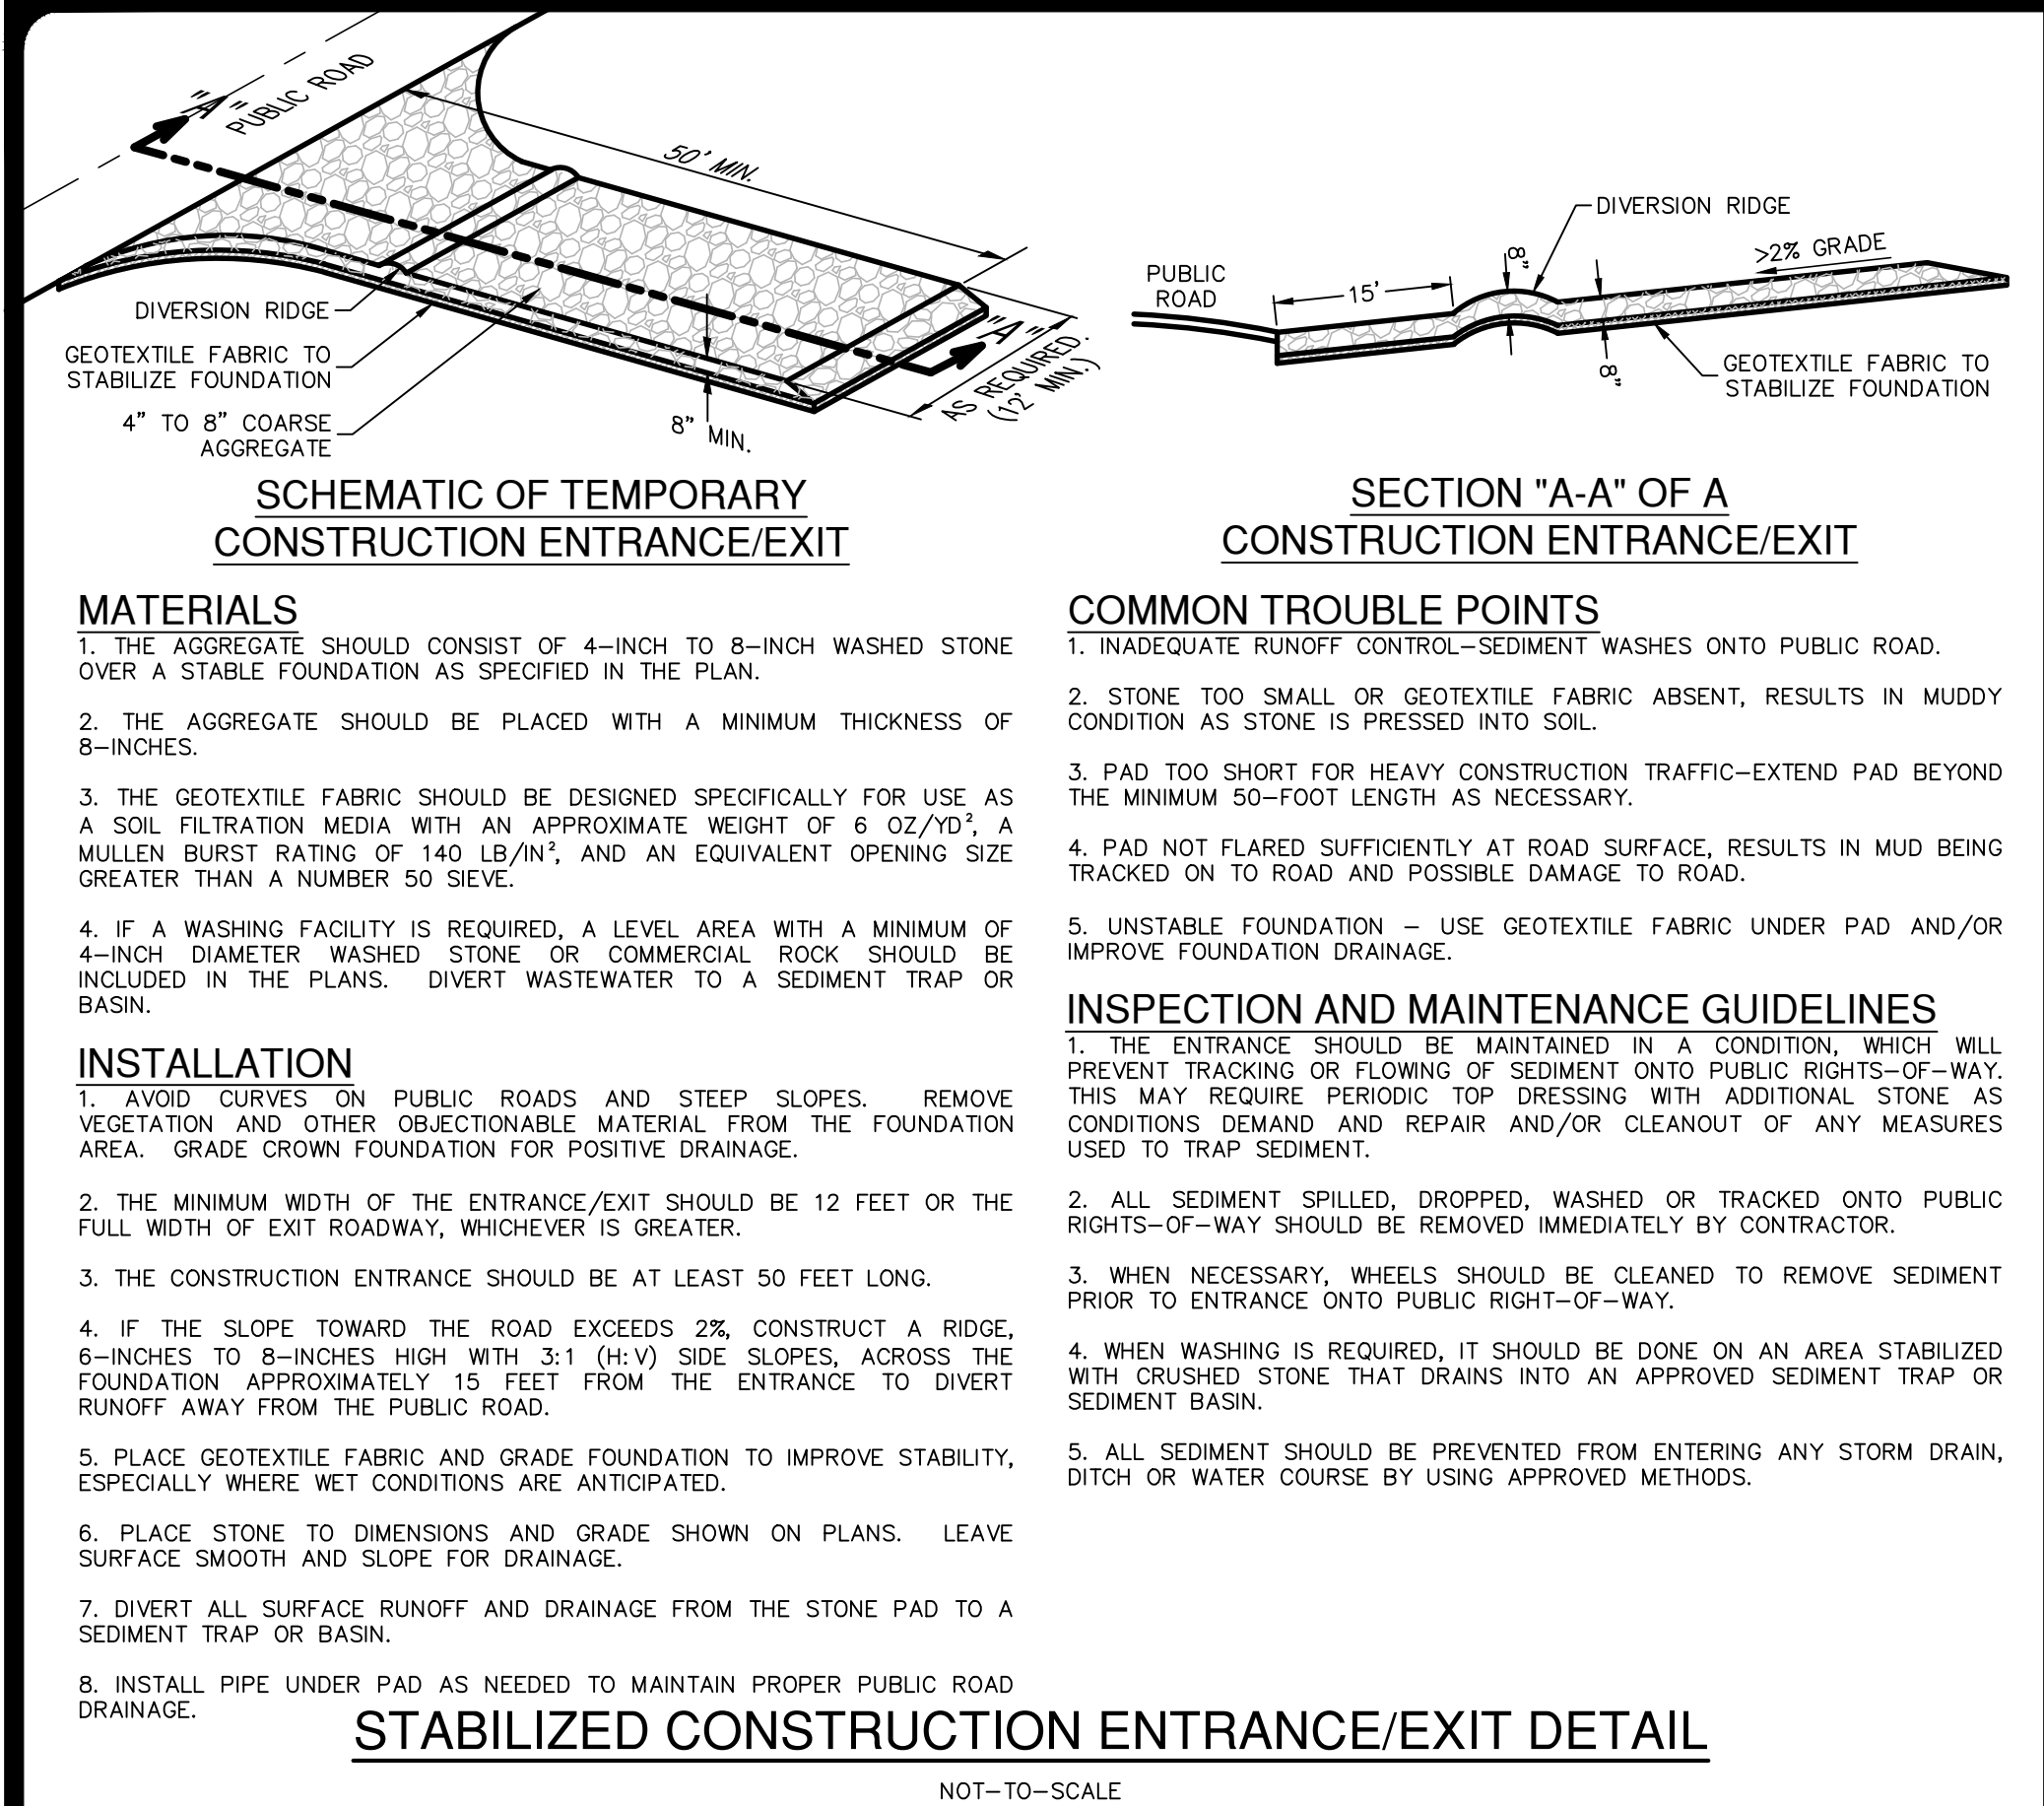 "A"
PUBLIC ROAD
50' MIN.
DIVERSION RIDGE
GEOTEXTILE FABRIC TO
STABILIZE FOUNDATION
4" TO 8" COARSE
AGGREGATE
8" MIN.
"A"
AS REQUIRED.
(12' MIN.)
SCHEMATIC OF TEMPORARY
CONSTRUCTION ENTRANCE/EXIT
DIVERSION RIDGE
8"
>2% GRADE
PUBLIC
ROAD
15'
8"
GEOTEXTILE FABRIC TO
STABILIZE FOUNDATION
SECTION "A-A" OF A
CONSTRUCTION ENTRANCE/EXIT
MATERIALS
1. THE AGGREGATE SHOULD CONSIST OF 4-INCH TO 8-INCH WASHED STONE
OVER A STABLE FOUNDATION AS SPECIFIED IN THE PLAN.
2. THE AGGREGATE SHOULD BE PLACED WITH A MINIMUM THICKNESS OF
8-INCHES.
3. THE GEOTEXTILE FABRIC SHOULD BE DESIGNED SPECIFICALLY FOR USE AS
A SOIL FILTRATION MEDIA WITH AN APPROXIMATE WEIGHT OF 6 OZ/YD², A
MULLEN BURST RATING OF 140 LB/IN², AND AN EQUIVALENT OPENING SIZE
GREATER THAN A NUMBER 50 SIEVE.
4. IF A WASHING FACILITY IS REQUIRED, A LEVEL AREA WITH A MINIMUM OF
4-INCH DIAMETER WASHED STONE OR COMMERCIAL ROCK SHOULD BE
INCLUDED IN THE PLANS. DIVERT WASTEWATER TO A SEDIMENT TRAP OR
BASIN.
INSTALLATION
1. AVOID CURVES ON PUBLIC ROADS AND STEEP SLOPES. REMOVE
VEGETATION AND OTHER OBJECTIONABLE MATERIAL FROM THE FOUNDATION
AREA. GRADE CROWN FOUNDATION FOR POSITIVE DRAINAGE.
2. THE MINIMUM WIDTH OF THE ENTRANCE/EXIT SHOULD BE 12 FEET OR THE
FULL WIDTH OF EXIT ROADWAY, WHICHEVER IS GREATER.
3. THE CONSTRUCTION ENTRANCE SHOULD BE AT LEAST 50 FEET LONG.
4. IF THE SLOPE TOWARD THE ROAD EXCEEDS 2%, CONSTRUCT A RIDGE,
6-INCHES TO 8-INCHES HIGH WITH 3:1 (H:V) SIDE SLOPES, ACROSS THE
FOUNDATION APPROXIMATELY 15 FEET FROM THE ENTRANCE TO DIVERT
RUNOFF AWAY FROM THE PUBLIC ROAD.
5. PLACE GEOTEXTILE FABRIC AND GRADE FOUNDATION TO IMPROVE STABILITY,
ESPECIALLY WHERE WET CONDITIONS ARE ANTICIPATED.
6. PLACE STONE TO DIMENSIONS AND GRADE SHOWN ON PLANS. LEAVE
SURFACE SMOOTH AND SLOPE FOR DRAINAGE.
7. DIVERT ALL SURFACE RUNOFF AND DRAINAGE FROM THE STONE PAD TO A
SEDIMENT TRAP OR BASIN.
8. INSTALL PIPE UNDER PAD AS NEEDED TO MAINTAIN PROPER PUBLIC ROAD
DRAINAGE.
COMMON TROUBLE POINTS
1. INADEQUATE RUNOFF CONTROL-SEDIMENT WASHES ONTO PUBLIC ROAD.
2. STONE TOO SMALL OR GEOTEXTILE FABRIC ABSENT, RESULTS IN MUDDY
CONDITION AS STONE IS PRESSED INTO SOIL.
3. PAD TOO SHORT FOR HEAVY CONSTRUCTION TRAFFIC-EXTEND PAD BEYOND
THE MINIMUM 50-FOOT LENGTH AS NECESSARY.
4. PAD NOT FLARED SUFFICIENTLY AT ROAD SURFACE, RESULTS IN MUD BEING
TRACKED ON TO ROAD AND POSSIBLE DAMAGE TO ROAD.
5. UNSTABLE FOUNDATION - USE GEOTEXTILE FABRIC UNDER PAD AND/OR
IMPROVE FOUNDATION DRAINAGE.
INSPECTION AND MAINTENANCE GUIDELINES
1. THE ENTRANCE SHOULD BE MAINTAINED IN A CONDITION, WHICH WILL
PREVENT TRACKING OR FLOWING OF SEDIMENT ONTO PUBLIC RIGHTS-OF-WAY.
THIS MAY REQUIRE PERIODIC TOP DRESSING WITH ADDITIONAL STONE AS
CONDITIONS DEMAND AND REPAIR AND/OR CLEANOUT OF ANY MEASURES
USED TO TRAP SEDIMENT.
2. ALL SEDIMENT SPILLED, DROPPED, WASHED OR TRACKED ONTO PUBLIC
RIGHTS-OF-WAY SHOULD BE REMOVED IMMEDIATELY BY CONTRACTOR.
3. WHEN NECESSARY, WHEELS SHOULD BE CLEANED TO REMOVE SEDIMENT
PRIOR TO ENTRANCE ONTO PUBLIC RIGHT-OF-WAY.
4. WHEN WASHING IS REQUIRED, IT SHOULD BE DONE ON AN AREA STABILIZED
WITH CRUSHED STONE THAT DRAINS INTO AN APPROVED SEDIMENT TRAP OR
SEDIMENT BASIN.
5. ALL SEDIMENT SHOULD BE PREVENTED FROM ENTERING ANY STORM DRAIN,
DITCH OR WATER COURSE BY USING APPROVED METHODS.
STABILIZED CONSTRUCTION ENTRANCE/EXIT DETAIL
NOT-TO-SCALE